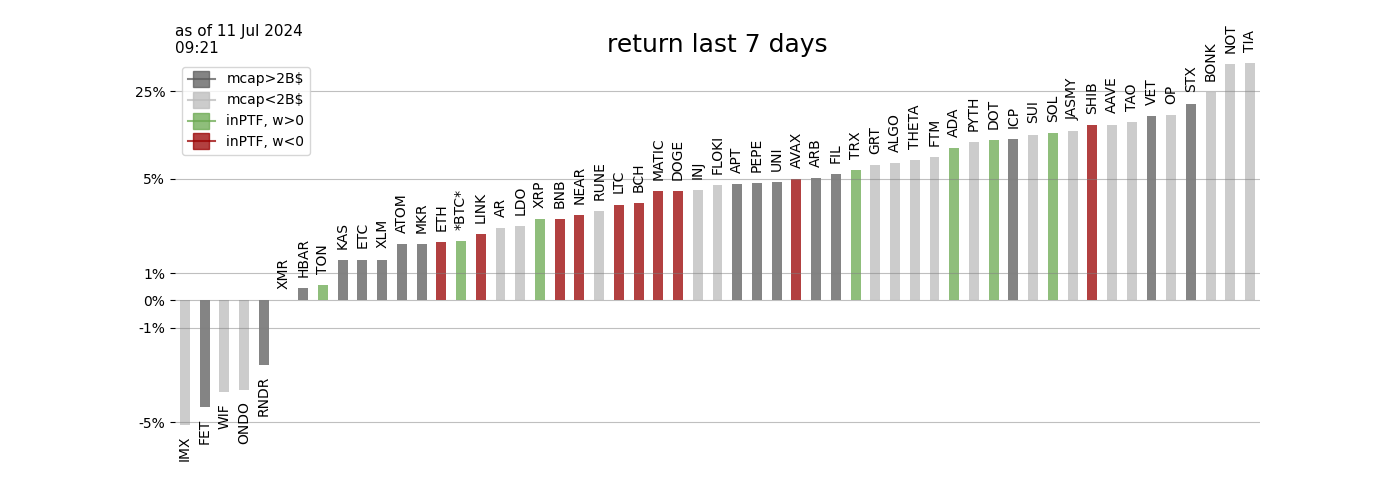 as of 11 Jul 2024
09:21
return last 7 days
mcap>2B$
mcap<2B$
inPTF, w>0
inPTF, w<0
25%
5%
1%
0%
-1%
-5%
IMX
FET
WIF
ONDO
RNDR
XMR
HBAR
TON
KAS
ETC
XLM
ATOM
MKR
ETH
*BTC*
LINK
AR
LDO
XRP
BNB
NEAR
RUNE
LTC
BCH
MATIC
DOGE
INJ
FLOKI
APT
PEPE
UNI
AVAX
ARB
FIL
TRX
GRT
ALGO
THETA
FTM
ADA
PYTH
DOT
ICP
SUI
SOL
JASMY
SHIB
AAVE
TAO
VET
OP
STX
BONK
NOT
TIA